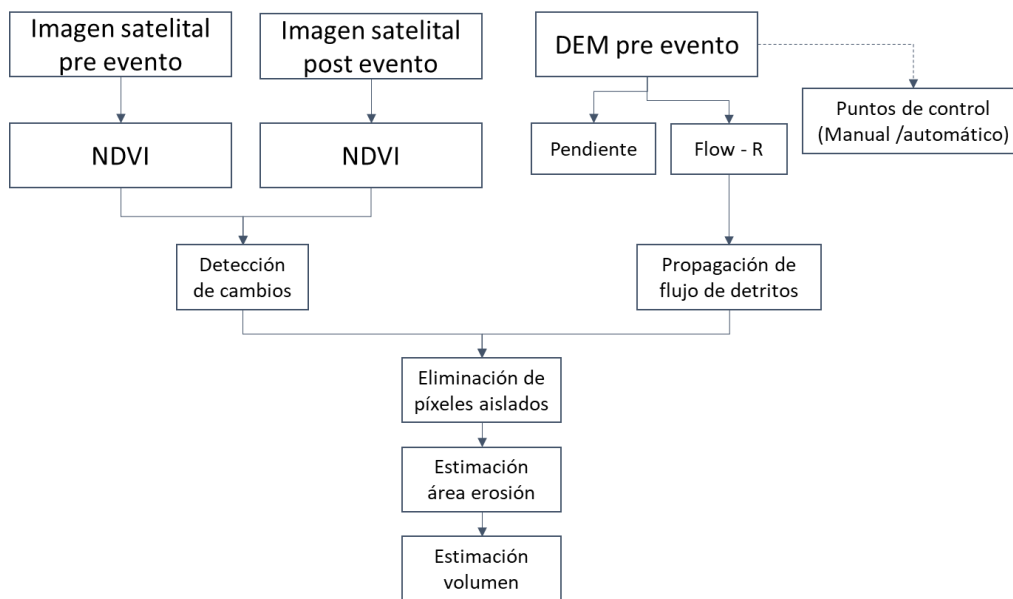 Imagen satelital
pre evento
Imagen satelital
post evento
DEM pre evento
Puntos de control
(Manual /automático)
NDVI
NDVI
Pendiente
Flow - R
Detección
de cambios
Propagación de
flujo de detritos
Eliminación de
píxeles aislados
Estimación
área erosión
Estimación
volumen